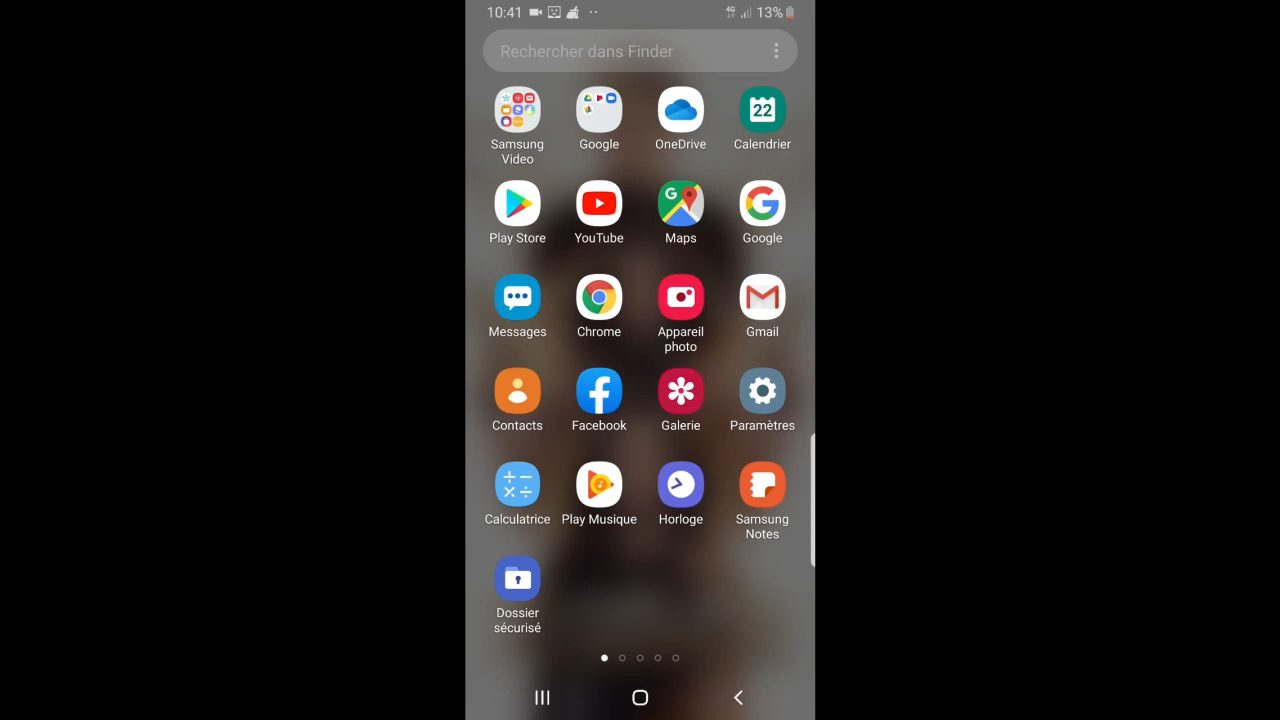 10:41
4G
13%
Rechercher dans Finder
Samsung Video
Google
OneDrive
22
Calendrier
Play Store
YouTube
G
Maps
Google
Messages
Chrome
Appareil photo
Gmail
Contacts
Facebook
Galerie
Paramètres
Calculatrice
Play Musique
Horloge
Samsung Notes
Dossier sécurisé